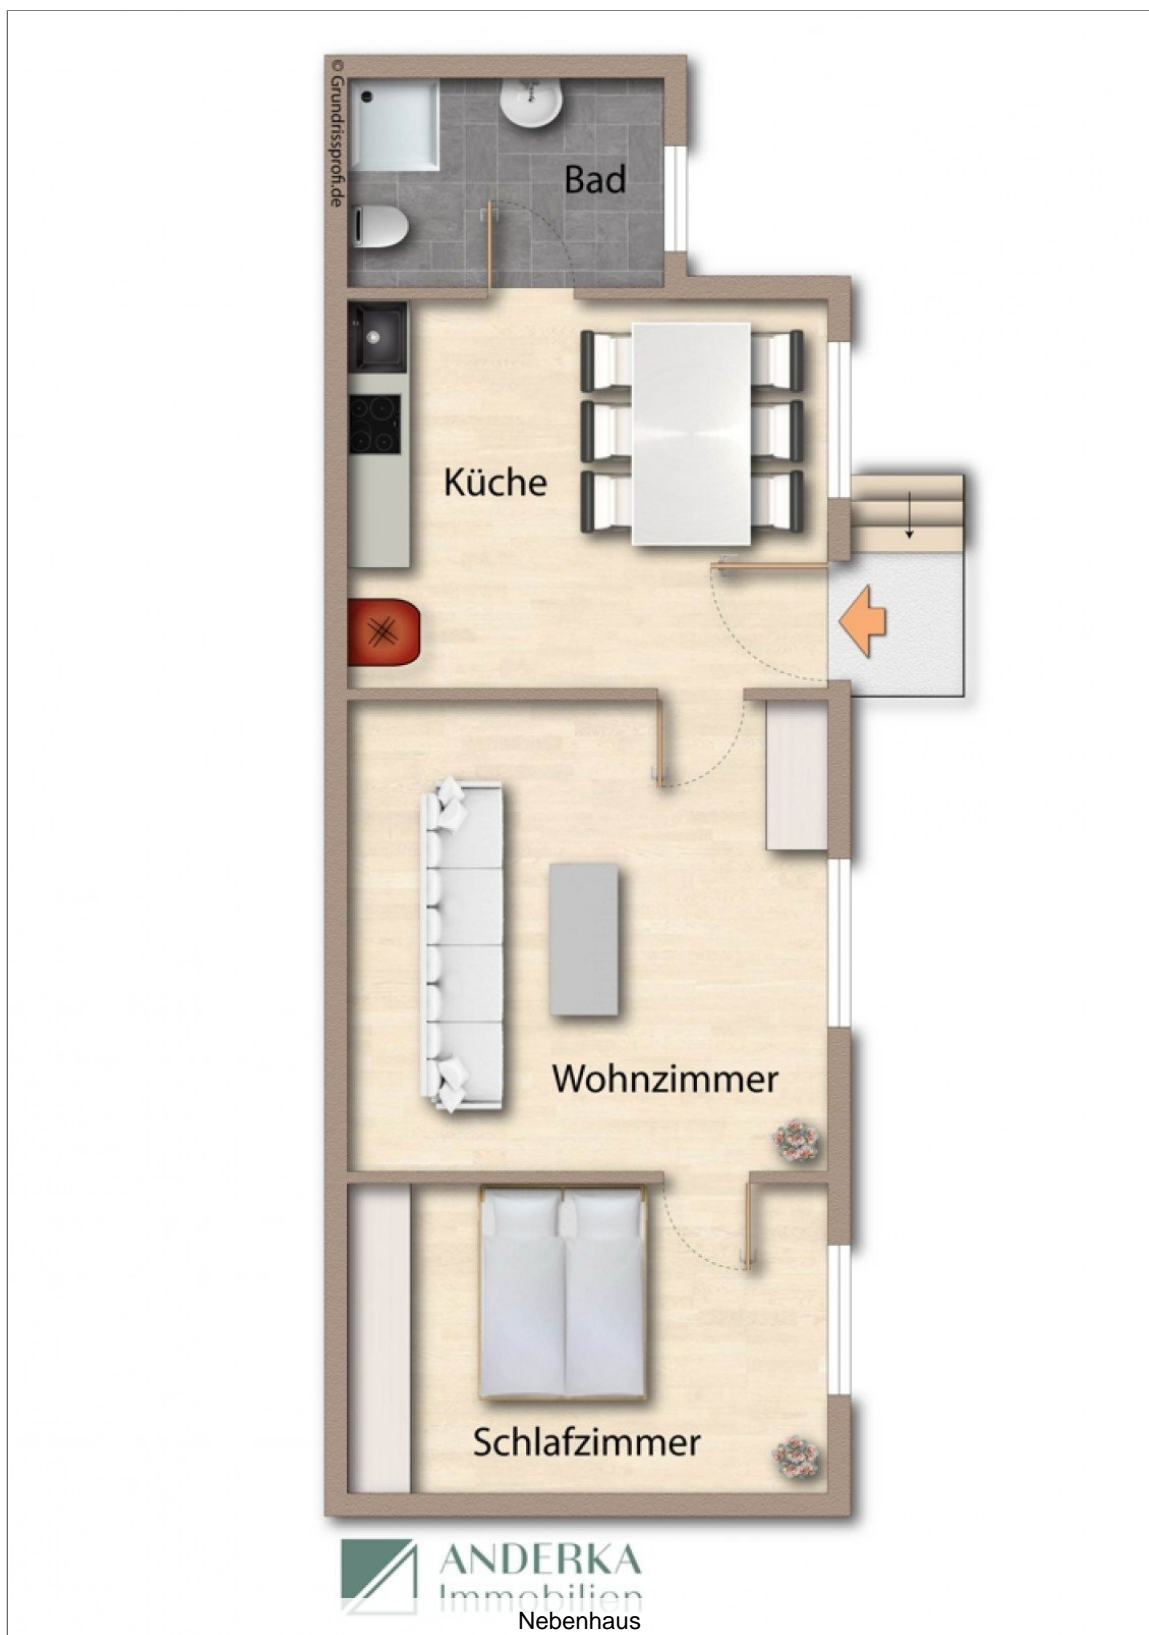 © Grundrissprofi.de
Bad
Küche
Wohnzimmer
Schlafzimmer
ANDERKA
Immobilien
Nebenhaus